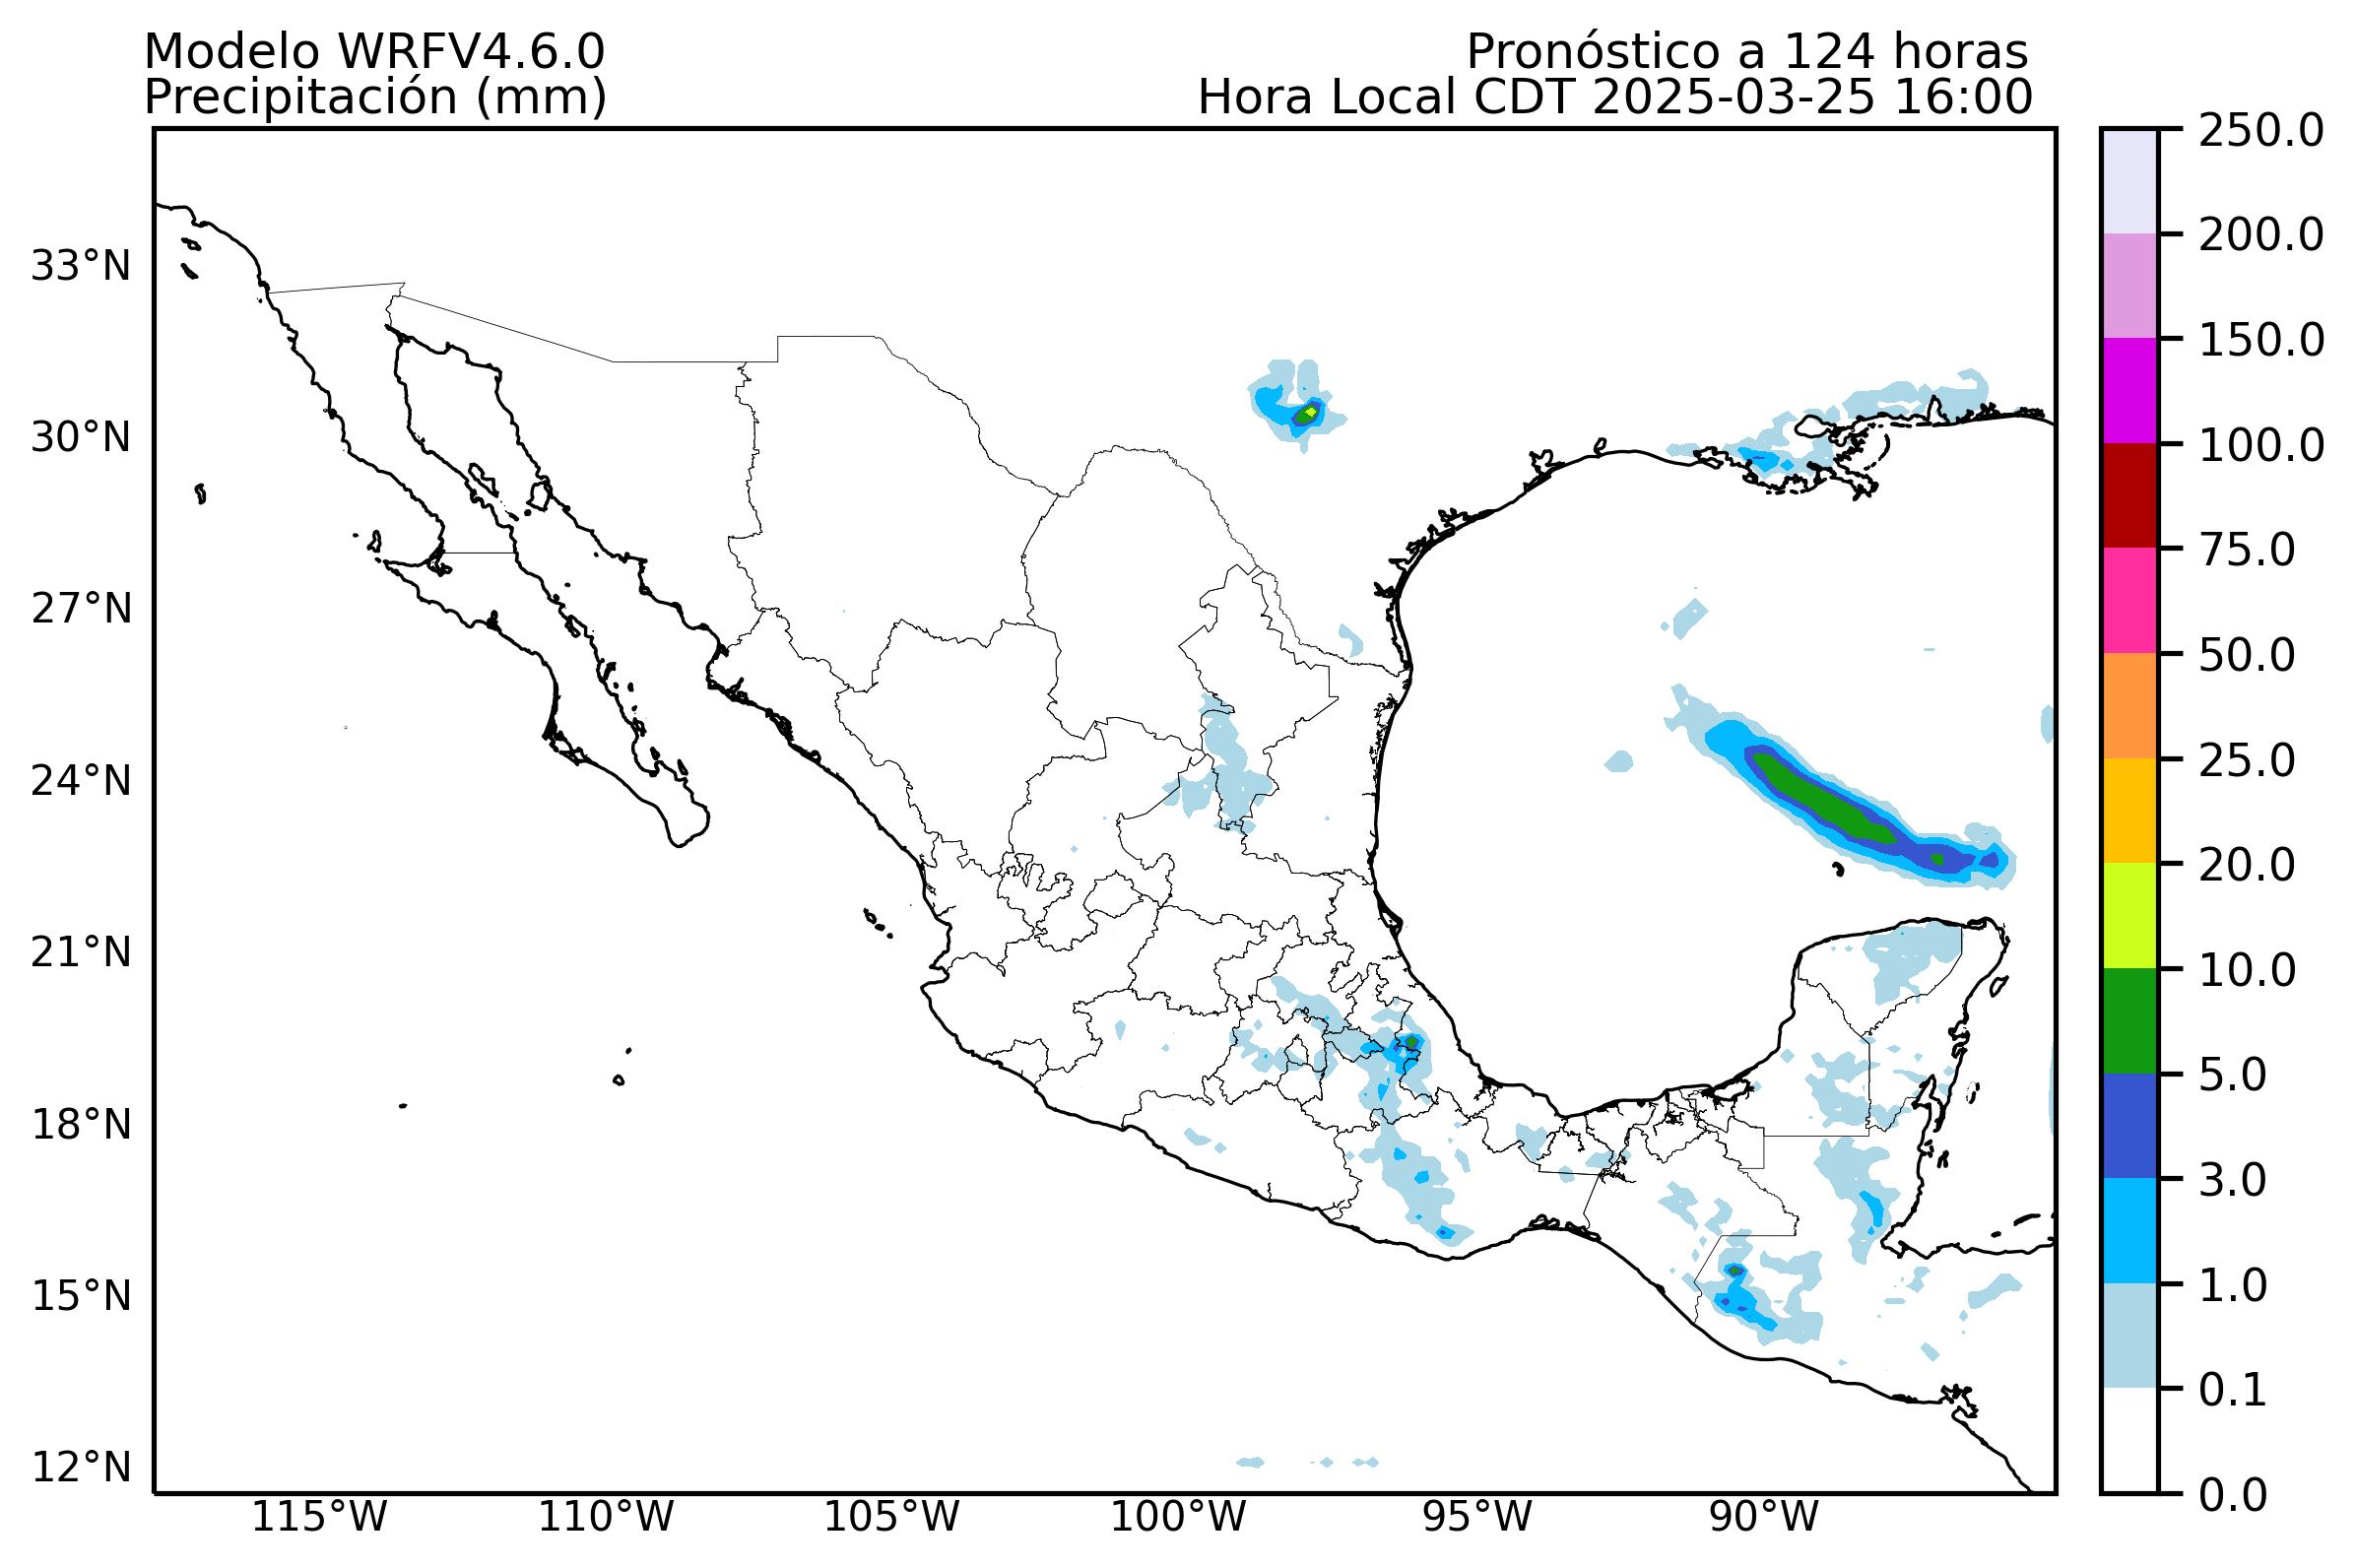 Modelo WRFV4.6.0
Pronóstico a 124 horas
Precipitación (mm)
Hora Local CDT 2025-03-25 16:00
33°N
30°N
27°N
24°N
21°N
18°N
15°N
12°N
115°W
110°W
105°W
100°W
95°W
90°W
250.0
200.0
150.0
100.0
75.0
50.0
25.0
20.0
10.0
5.0
3.0
1.0
0.1
0.0